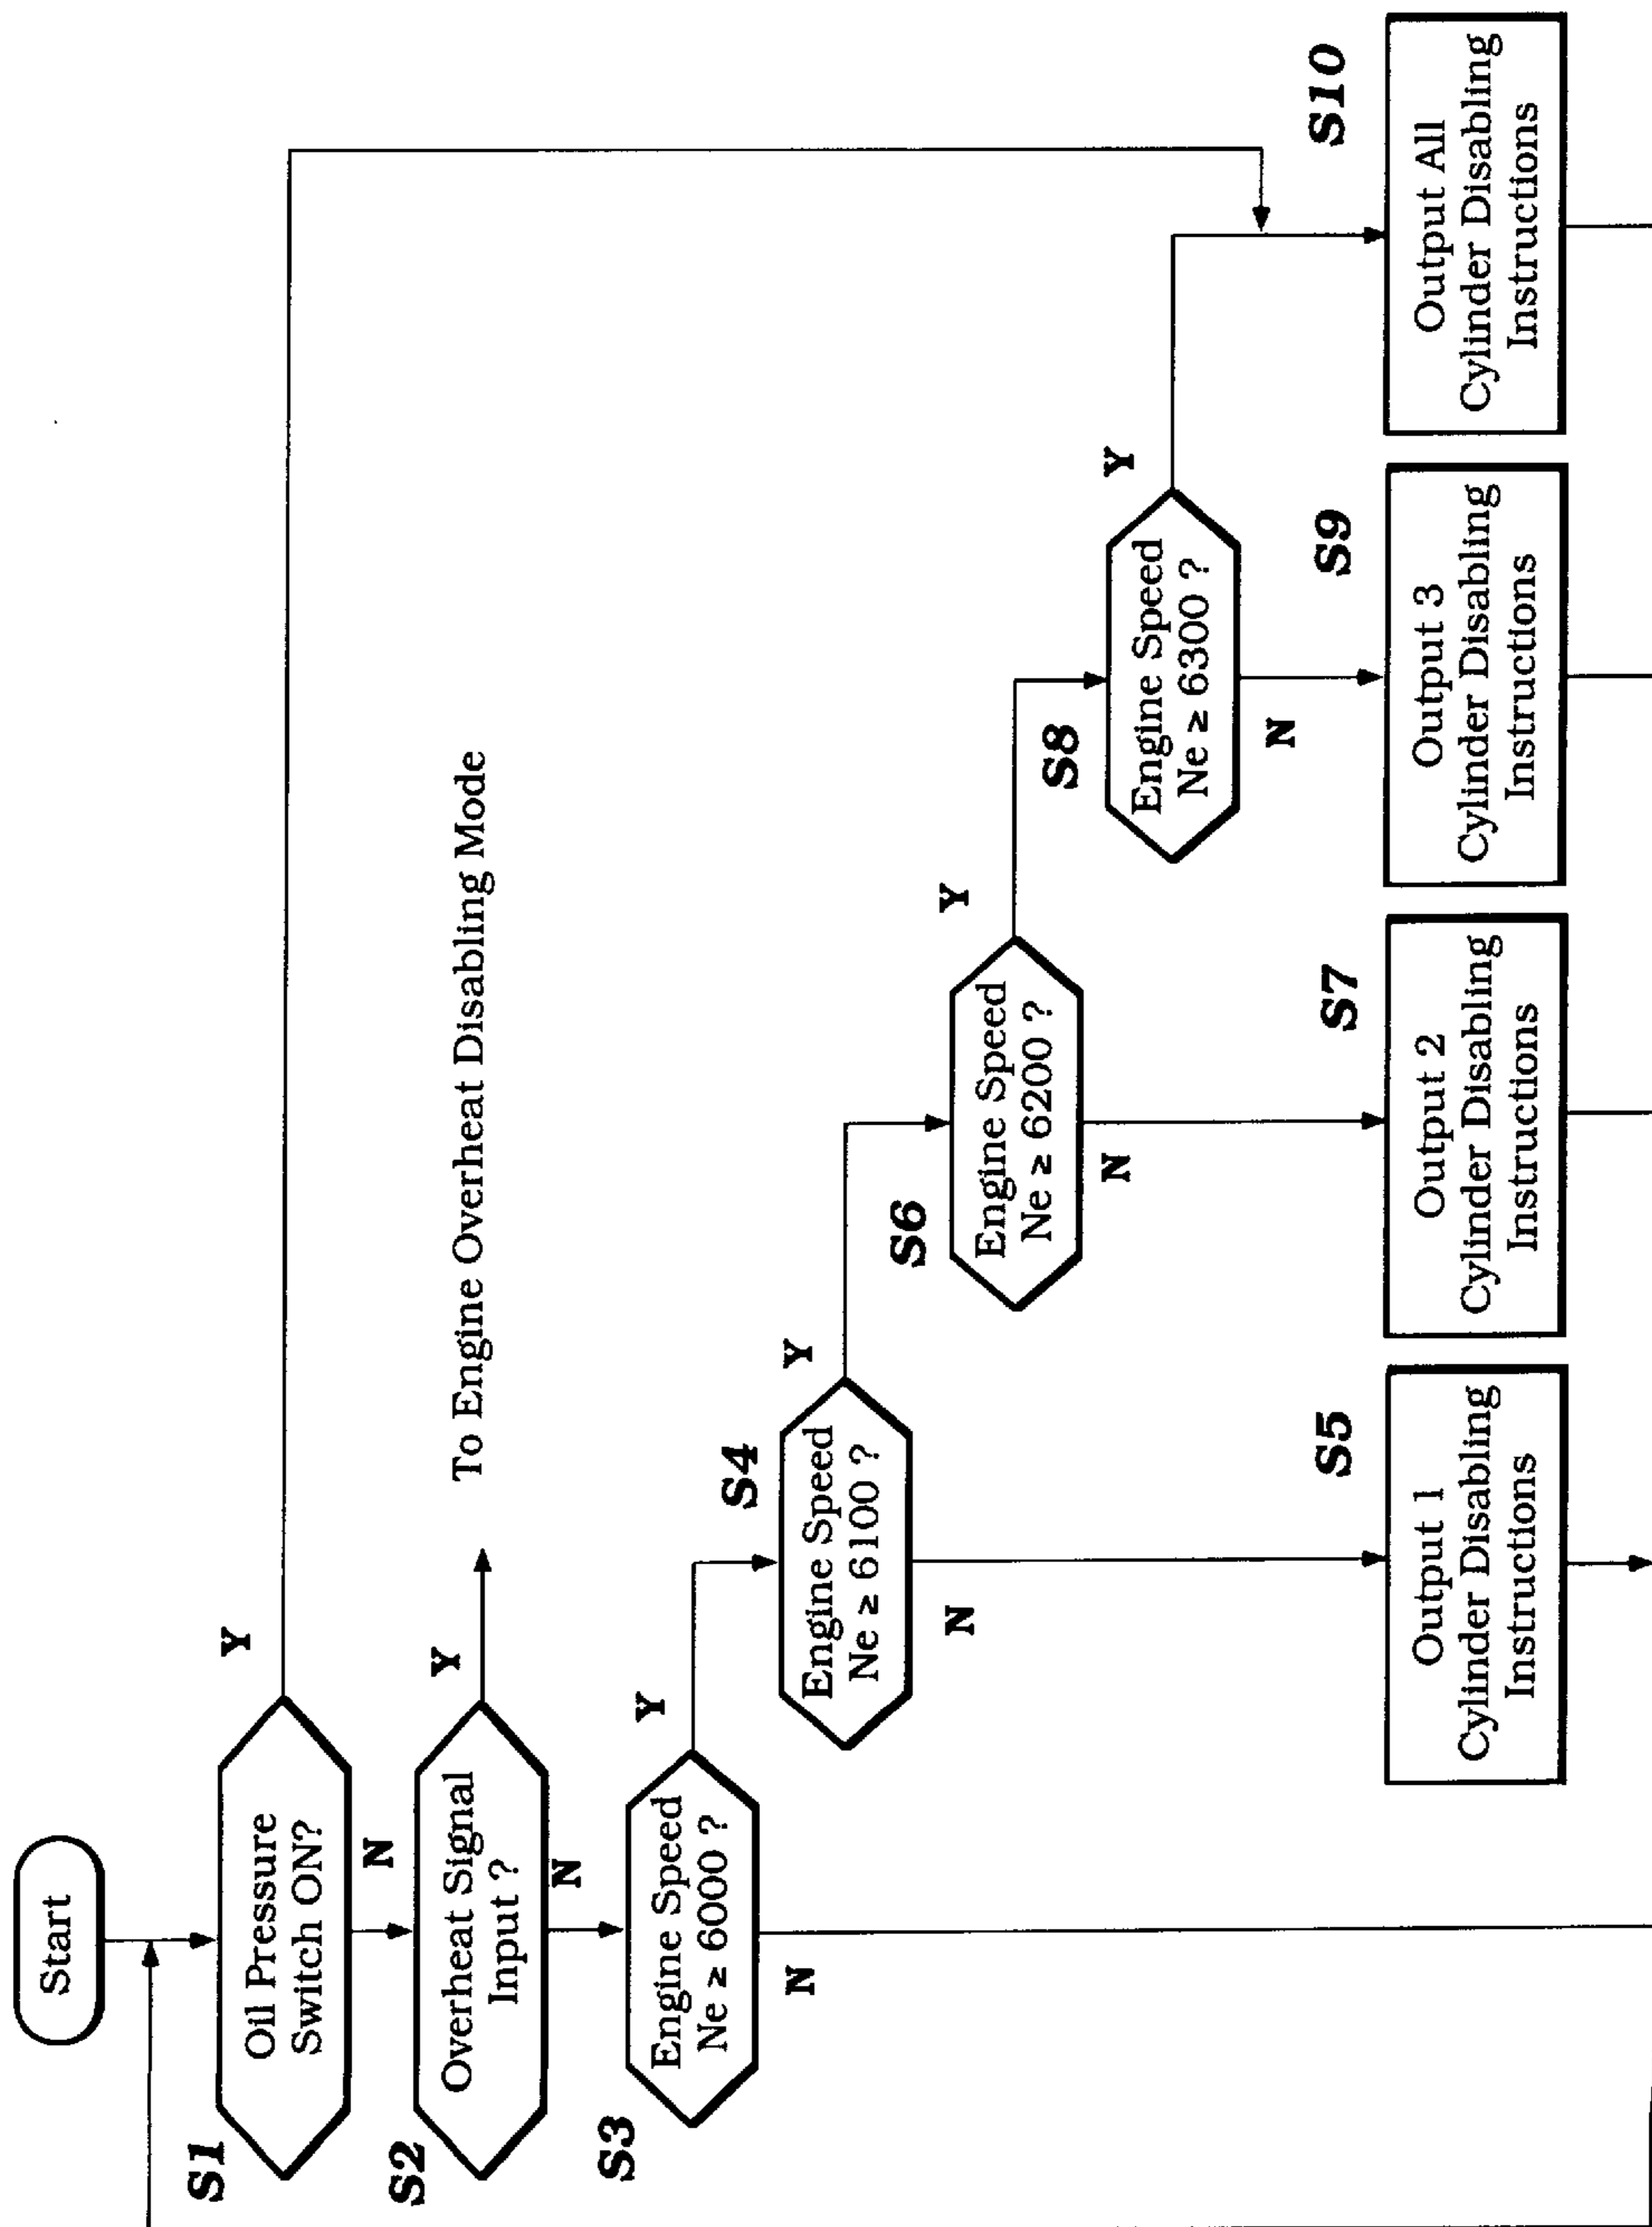 Start
S1
Oil Pressure
Switch ON?
Y
N
S2
Overheat Signal
Input ?
Y
To Engine Overheat Disabling Mode
N
S3
Engine Speed
Ne ≥ 6000 ?
Y
N
S4
Engine Speed
Ne ≥ 6100 ?
Y
N
S6
Engine Speed
Ne ≥ 6200 ?
Y
N
S8
Engine Speed
Ne ≥ 6300 ?
Y
N
S5
Output 1
Cylinder Disabling
Instructions
S7
Output 2
Cylinder Disabling
Instructions
S9
Output 3
Cylinder Disabling
Instructions
S10
Output All
Cylinder Disabling
Instructions